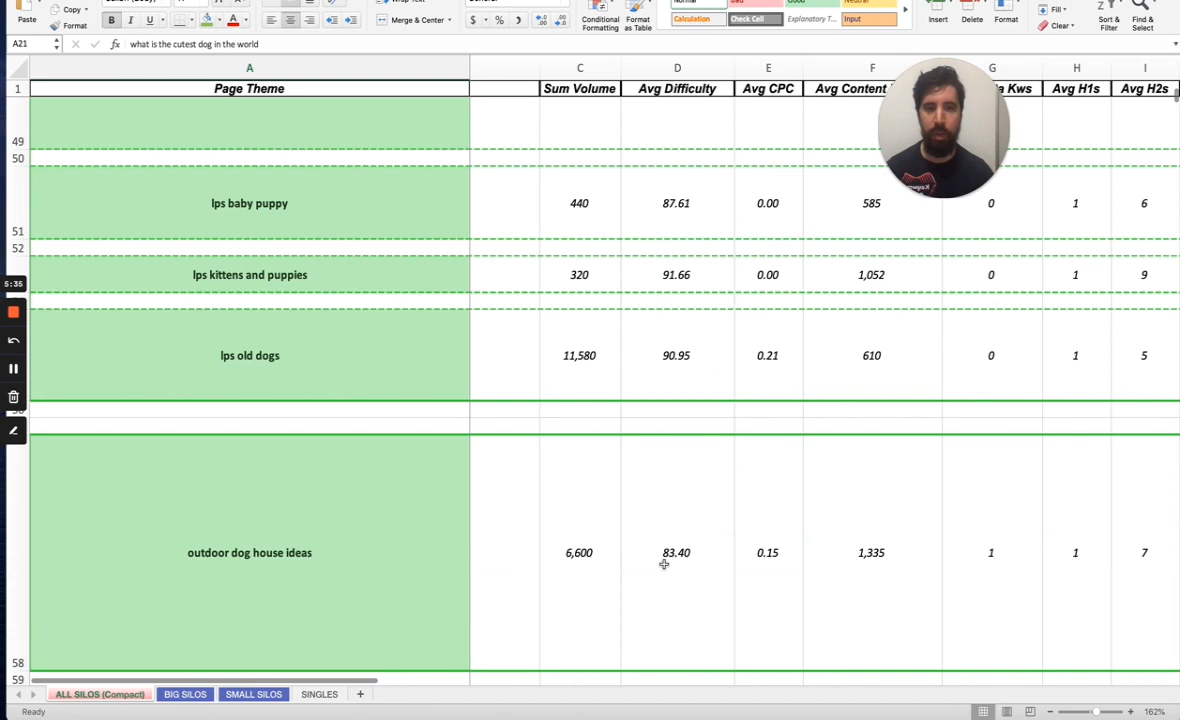 Paste
Copy
Format
B I U
A
Merge & Center
$ % ,
Conditional Formatting
Format as Table
Calculation
Check Cell
Explanatory T...
Input
Insert
Delete
Format
Fill
Clear
Sort & Filter
Find & Select
A21 fx what is the cutest dog in the world
A C D E F G H I
1 Page Theme Sum Volume Avg Difficulty Avg CPC Avg Content Kws Avg H1s Avg H2s
49
50
51 lps baby puppy 440 87.61 0.00 585 0 1 6
52
lps kittens and puppies 320 91.66 0.00 1,052 0 1 9
5:35
lps old dogs 11,580 90.95 0.21 610 0 1 5
58 outdoor dog house ideas 6,600 83.40 0.15 1,335 1 1 7
59
ALL SILOS (Compact) BIG SILOS SMALL SILOS SINGLES +
Ready 162%